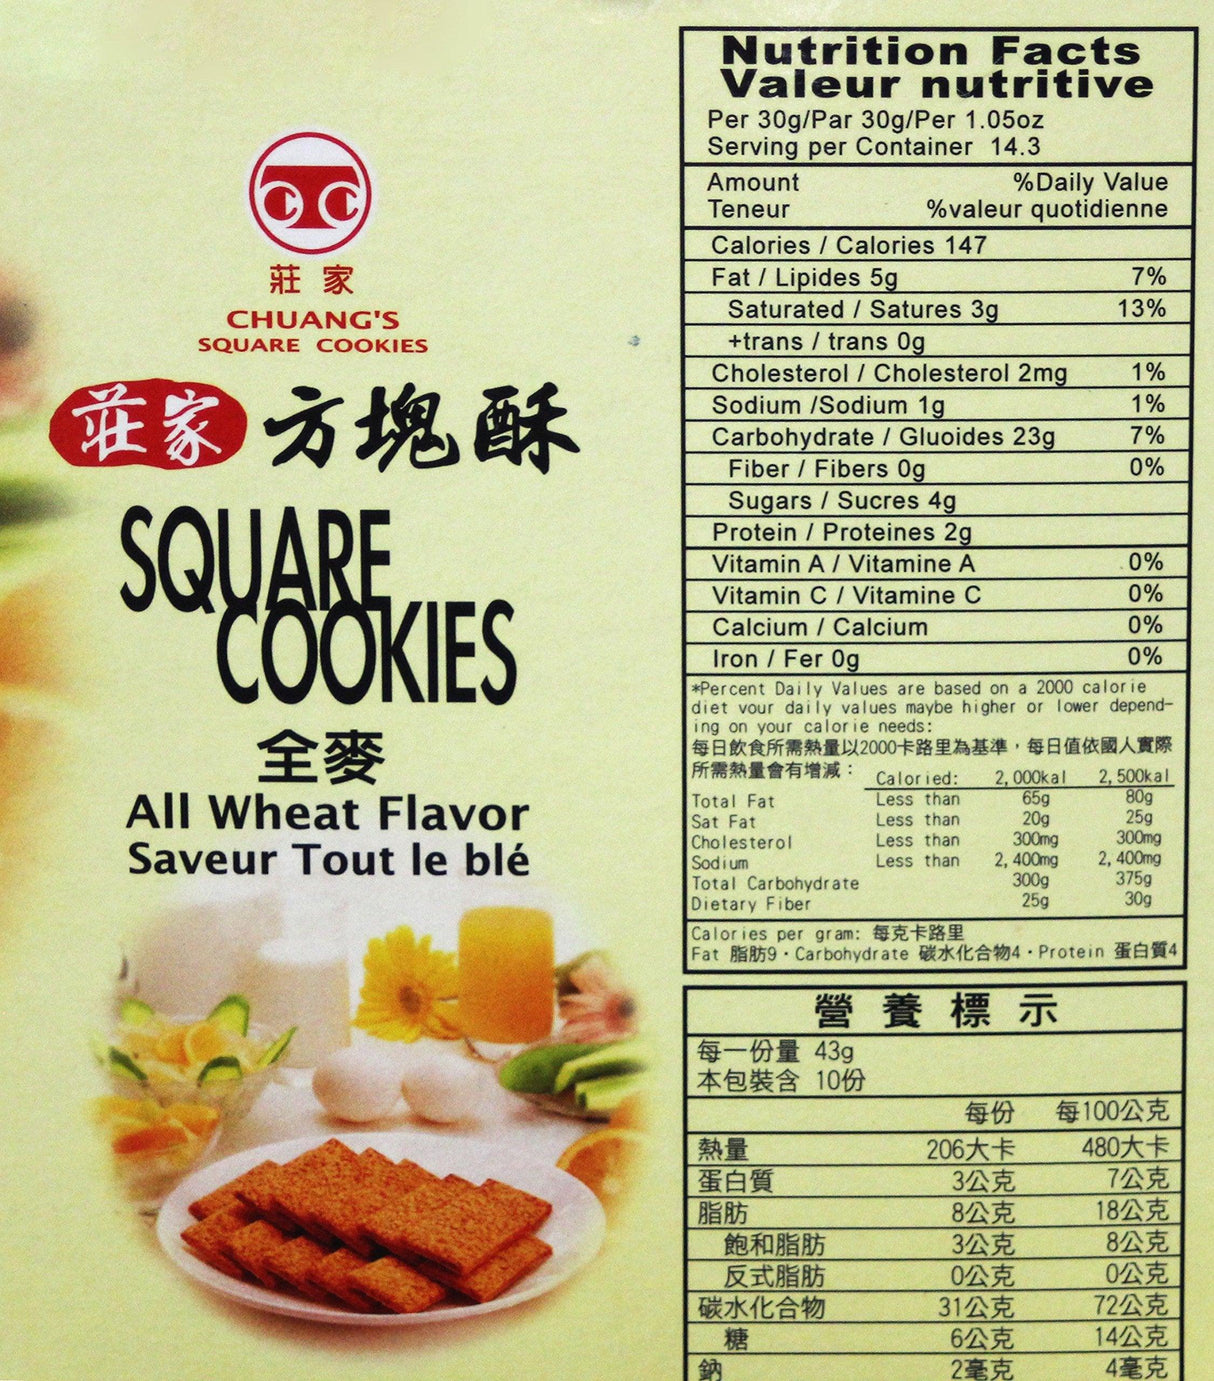 莊家
CHUANG'S
SQUARE COOKIES
莊家 方塊酥
SQUARE
COOKIES
全麥
All Wheat Flavor
Saveur Tout le blé
Nutrition Facts
Valeur nutritive
Per 30g/Par 30g/Per 1.05oz
Serving per Container 14.3
Amount %Daily Value
Teneur %valeur quotidienne
Calories / Calories 147
Fat / Lipides 5g 7%
Saturated / Satures 3g 13%
+trans / trans 0g
Cholesterol / Cholesterol 2mg 1%
Sodium /Sodium 1g 1%
Carbohydrate / Gluoides 23g 7%
Fiber / Fibers 0g 0%
Sugars / Sucres 4g
Protein / Proteines 2g
Vitamin A / Vitamine A 0%
Vitamin C / Vitamine C 0%
Calcium / Calcium 0%
Iron / Fer 0g 0%
*Percent Daily Values are based on a 2000 calorie
diet vour daily values maybe higher or lower depend-
ing on your calorie needs:
每日飲食所需熱量以2000卡路里為基準，每日值依國人實際
所需熱量會有增減：
Caloried: 2,000kal 2,500kal
Total Fat Less than 65g 80g
Sat Fat Less than 20g 25g
Cholesterol Less than 300mg 300mg
Sodium Less than 2,400mg 2,400mg
Total Carbohydrate 300g 375g
Dietary Fiber 25g 30g
Calories per gram: 每克卡路里
Fat 脂肪9・Carbohydrate 碳水化合物4・Protein 蛋白質4
營養標示
每一份量 43g
本包裝含 10份
每份 每100公克
熱量 206大卡 480大卡
蛋白質 3公克 7公克
脂肪 8公克 18公克
飽和脂肪 3公克 8公克
反式脂肪 0公克 0公克
碳水化合物 31公克 72公克
糖 6公克 14公克
鈉 2毫克 4毫克